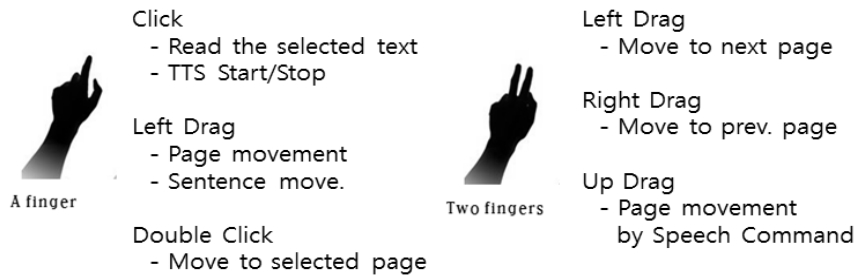 Click
- Read the selected text
- TTS Start/Stop
Left Drag
- Page movement
- Sentence move.
Double Click
- Move to selected page
A finger
Left Drag
- Move to next page
Right Drag
- Move to prev. page
Up Drag
- Page movement
by Speech Command
Two fingers